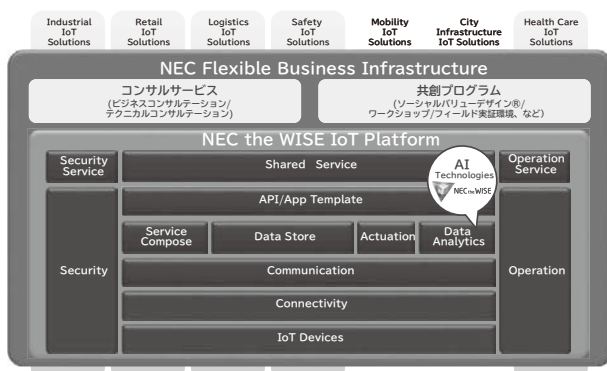 Industrial
IoT
Solutions
Retail
IoT
Solutions
Logistics
IoT
Solutions
Safety
IoT
Solutions
Mobility
IoT
Solutions
City
Infrastructure
IoT Solutions
Health Care
IoT
Solutions
NEC Flexible Business Infrastructure
コンサルサービス
(ビジネスコンサルテーション/
テクニカルコンサルテーション)
共創プログラム
(ソーシャルバリューデザイン®/
ワークショップ/フィールド実証環境、など)
NEC the WISE IoT Platform
Security
Service
Shared Service
AI
Technologies
NEC the WISE
Operation
Service
API/App Template
Service
Compose
Data Store
Actuation
Data
Analytics
Security
Communication
Operation
Connectivity
IoT Devices